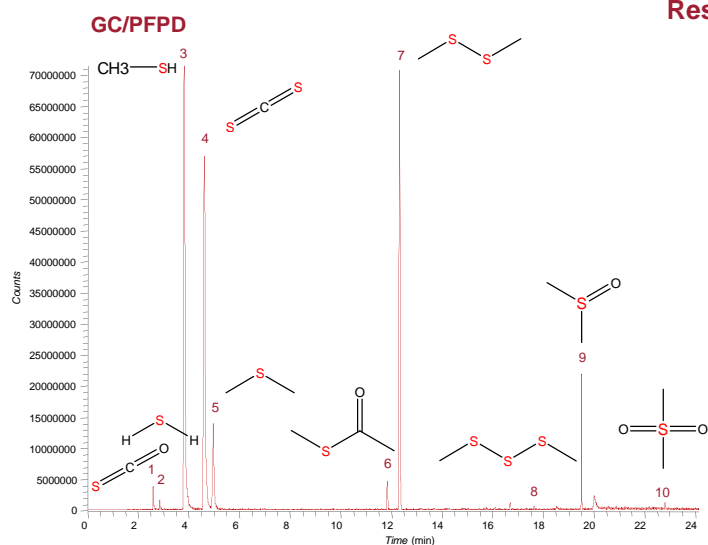 GC/PFPD
Res
3
7
S
S
CH3 SH
S
C
S
4
70000000
65000000
60000000
55000000
50000000
45000000
40000000
35000000
30000000
25000000
20000000
15000000
10000000
5000000
0
Counts
S
O
9
S
5
O
S
6
H S H
O
C
S
1
2
S
S
S
8
O S O
10
0 2 4 6 8 10 12 14 16 18 20 22 24
Time (min)